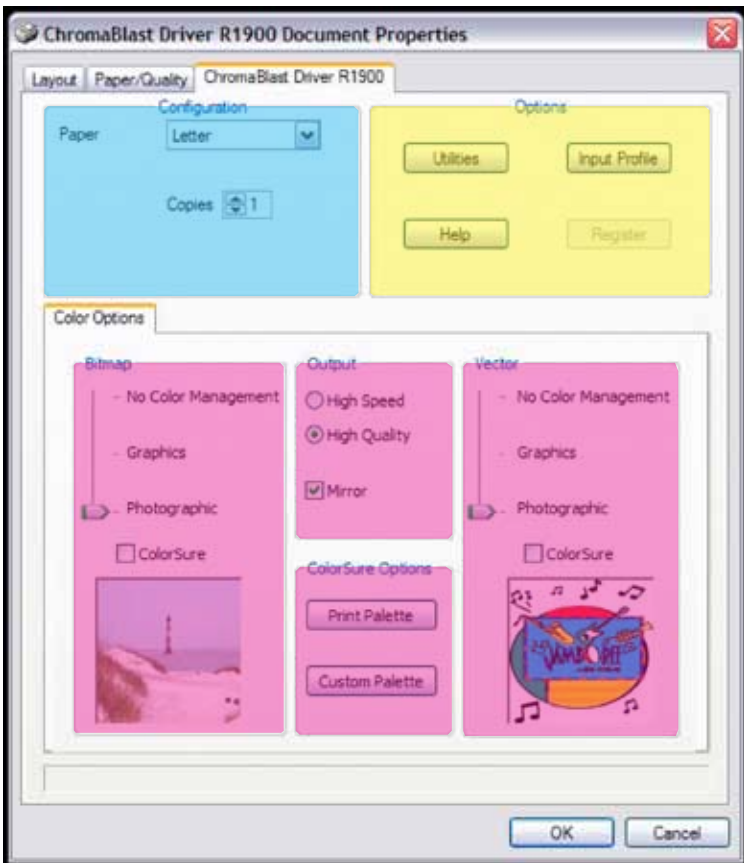 ChromaBlast Driver R1900 Document Properties
Layout Paper/Quality ChromaBlast Driver R1900
Configuration
Paper Letter
Copies 1
Options
Utilities Input Profile
Help Register
Color Options
Bitmap
No Color Management
Graphics
Photographic
ColorSure
Output
High Speed
High Quality
Mirror
ColorSure Options
Print Palette
Custom Palette
Vector
No Color Management
Graphics
Photographic
ColorSure
JAMBOREE
OK Cancel